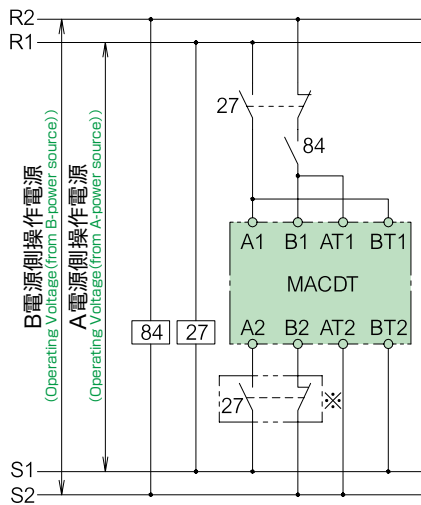 R2
R1
27
84
B電源側操作電源
(Operating Voltage(from B-power source))
A電源側操作電源
(Operating Voltage(from A-power source))
A1 B1 AT1 BT1
MACDT
A2 B2 AT2 BT2
84 27
27 ※
S1
S2